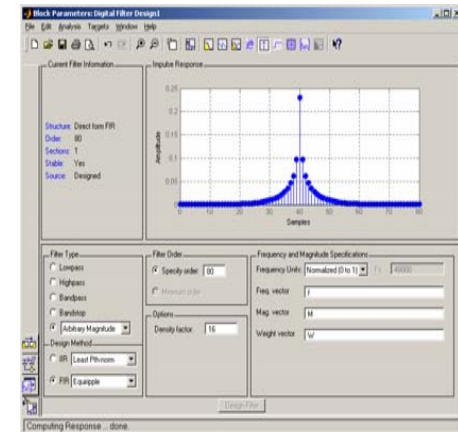 Block Parameters: Digital Filter Design1
File Edit Analysis Targets Window Help
Current Filter Information
Structure: Direct form FIR
Order: 80
Sections: 1
Stable: Yes
Source: Designed
Impulse Response
0.25
0.2
0.15
0.1
0.05
0
Amplitude
0 10 20 30 40 50 60 70 80
Samples
Filter Type
Lowpass
Highpass
Bandpass
Bandstop
Arbitrary Magnitude
Design Method
IIR Least Pth-norm
FIR Equiripple
Filter Order
Specify order: 80
Minimum order
Options
Density factor: 16
Frequency and Magnitude Specifications
Frequency Units: Normalized (0 to 1) Fs: 48000
Freq. vector F
Mag. vector M
Weight vector W
Design Filter
Computing Response ... done.